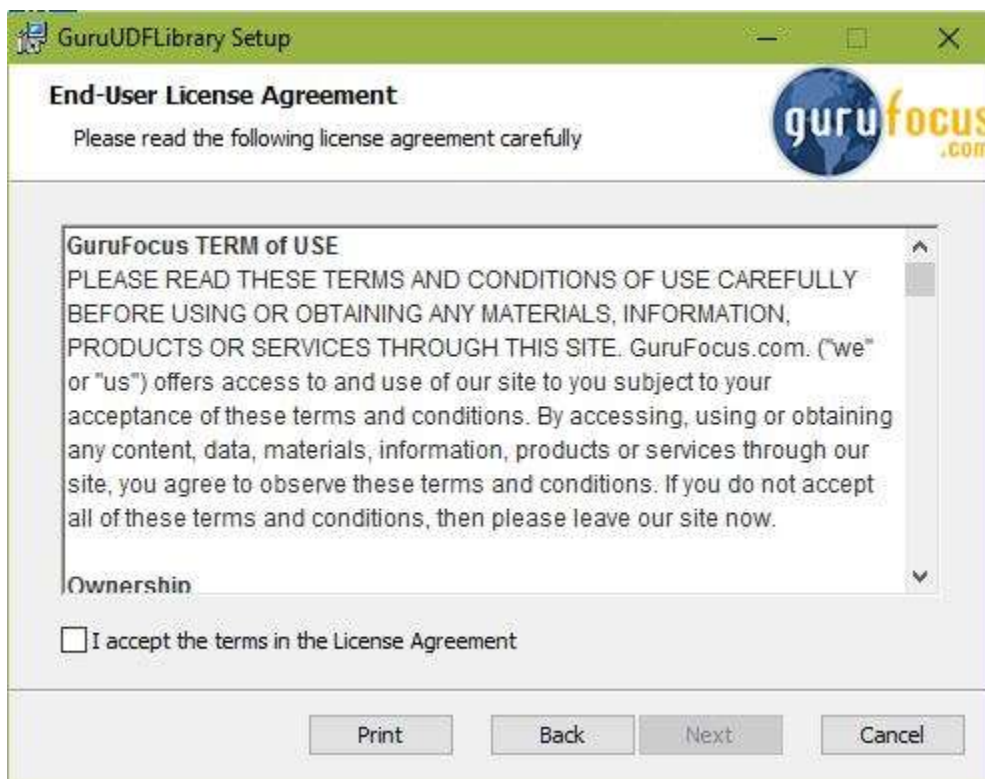 GuruUDFLibrary Setup
End-User License Agreement
Please read the following license agreement carefully
gurufocus
.com
GuruFocus TERM of USE
PLEASE READ THESE TERMS AND CONDITIONS OF USE CAREFULLY
BEFORE USING OR OBTAINING ANY MATERIALS, INFORMATION,
PRODUCTS OR SERVICES THROUGH THIS SITE. GuruFocus.com. ("we"
or "us") offers access to and use of our site to you subject to your
acceptance of these terms and conditions. By accessing, using or obtaining
any content, data, materials, information, products or services through our
site, you agree to observe these terms and conditions. If you do not accept
all of these terms and conditions, then please leave our site now.
Ownership
I accept the terms in the License Agreement
Print
Back
Next
Cancel